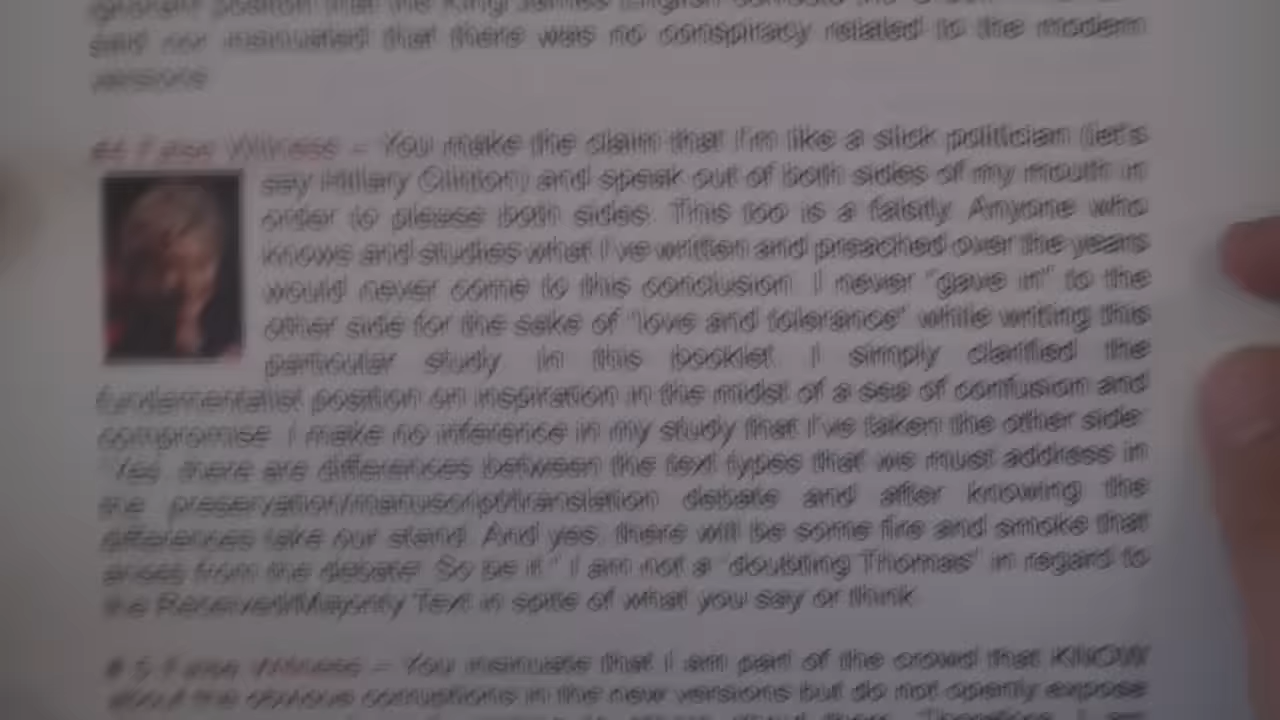 position that the King James English corrects the
said nor insinuated that there was no conspiracy related to the modern
versions.
#4 False Witness – You make the claim that I'm like a slick politician (let's
say Hillary Clinton) and speak out of both sides of my mouth in
order to please both sides. This too is a falsity. Anyone who
knows and studies what I've written and preached over the years
would never come to this conclusion. I never "gave in" to the
other side for the sake of "love and tolerance" while writing this
particular study. In this booklet, I simply clarified the
fundamentalist position on inspiration in the midst of a sea of confusion and
compromise. I make no inference in my study that I've taken the other side.
"Yes, there are differences between the text types that we must address in
the preservation/manuscript/translation debate and after knowing the
differences take our stand. And yes, there will be some fire and smoke that
arises from the debate. So be it." I am not a "doubting Thomas" in regard to
the Received/Majority Text in spite of what you say or think.
# 5 False Witness – You insinuate that I am part of the crowd that KNOW
about the obvious corruptions in the new versions but do not openly expose
Therefore, I am